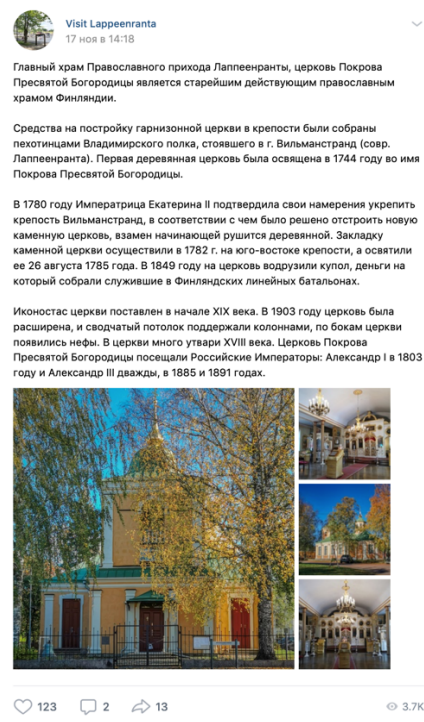 Visit Lappeenranta
17 ноя в 14:18
Главный храм Православного прихода Лаппеенранты, церковь Покрова
Пресвятой Богородицы является старейшим действующим православным
храмом Финляндии.
Средства на постройку гарнизонной церкви в крепости были собраны
пехотинцами Владимирского полка, стоявшего в г. Вильманстранд (совр.
Лаппеенранта). Первая деревянная церковь была освящена в 1744 году во имя
Покрова Пресвятой Богородицы.
В 1780 году Императрица Екатерина II подтвердила свои намерения укрепить
крепость Вильманстранд, в соответствии с чем было решено отстроить новую
каменную церковь, взамен начинающей рушится деревянной. Закладку
каменной церкви осуществили в 1782 г. на юго-востоке крепости, а освятили
ее 26 августа 1785 года. В 1849 году на церковь водрузили купол, деньги на
который собрали служившие в Финляндских линейных батальонах.
Иконостас церкви поставлен в начале XIX века. В 1903 году церковь была
расширена, и сводчатый потолок поддержали колоннами, по бокам церкви
появились нефы. В церкви много утвари XVIII века. Церковь Покрова
Пресвятой Богородицы посещали Российские Императоры: Александр I в 1803
году и Александр III дважды, в 1885 и 1891 годах.
123 2 13 3.7K